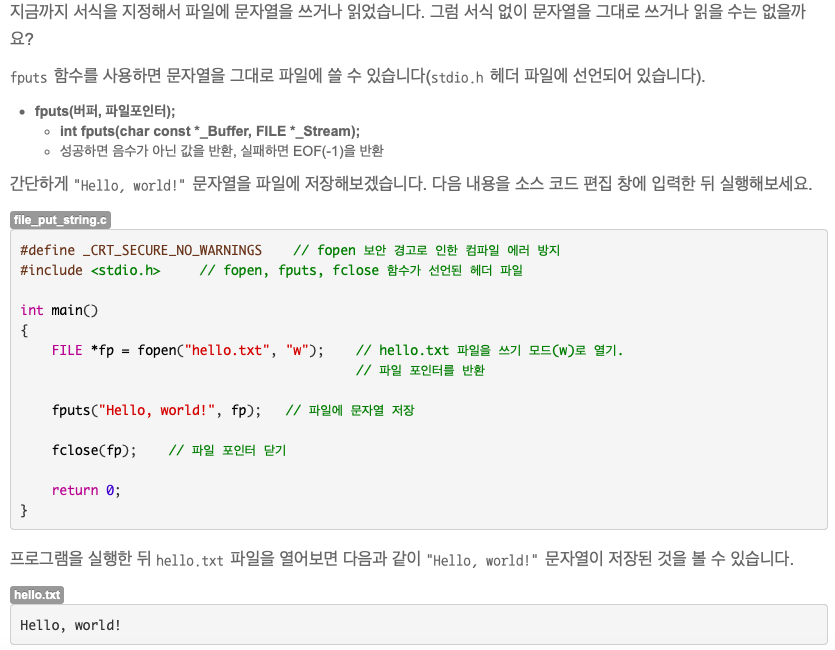 지금까지 서식을 지정해서 파일에 문자열을 쓰거나 읽었습니다. 그럼 서식 없이 문자열을 그대로 쓰거나 읽을 수는 없을까
요?
fputs 함수를 사용하면 문자열을 그대로 파일에 쓸 수 있습니다(stdio.h 헤더 파일에 선언되어 있습니다).
• fputs(버퍼, 파일포인터);
◦ int fputs(char const *_Buffer, FILE *_Stream);
◦ 성공하면 음수가 아닌 값을 반환, 실패하면 EOF(-1)을 반환
간단하게 "Hello, world!" 문자열을 파일에 저장해보겠습니다. 다음 내용을 소스 코드 편집 창에 입력한 뒤 실행해보세요.
file_put_string.c
#define _CRT_SECURE_NO_WARNINGS    // fopen 보안 경고로 인한 컴파일 에러 방지
#include <stdio.h>     // fopen, fputs, fclose 함수가 선언된 헤더 파일
int main()
{
    FILE *fp = fopen("hello.txt", "w");    // hello.txt 파일을 쓰기 모드(w)로 열기.
                                           // 파일 포인터를 반환
    fputs("Hello, world!", fp);   // 파일에 문자열 저장
    fclose(fp);    // 파일 포인터 닫기
    return 0;
}
프로그램을 실행한 뒤 hello.txt 파일을 열어보면 다음과 같이 "Hello, world!" 문자열이 저장된 것을 볼 수 있습니다.
hello.txt
Hello, world!